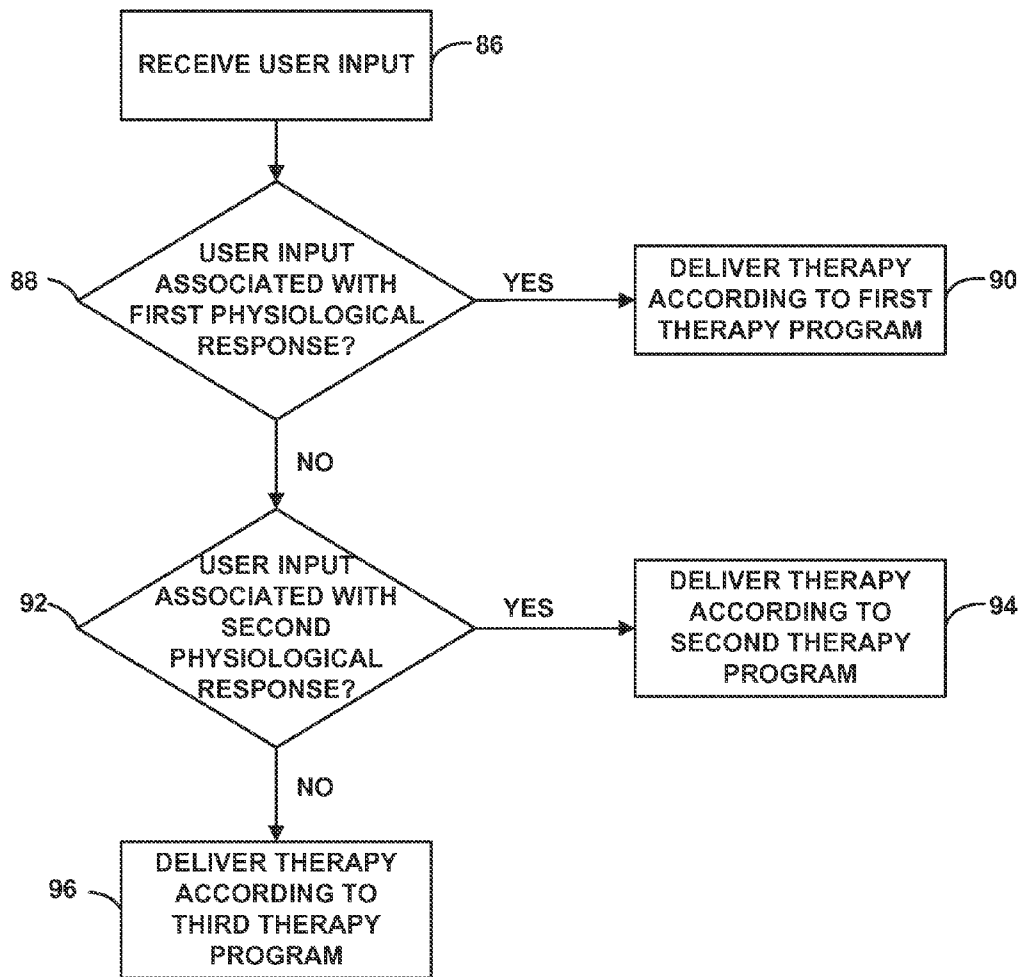 RECEIVE USER INPUT
86
USER INPUT
ASSOCIATED WITH
FIRST PHYSIOLOGICAL
RESPONSE?
88
YES
DELIVER THERAPY
ACCORDING TO FIRST
THERAPY PROGRAM
90
NO
USER INPUT
ASSOCIATED WITH
SECOND
PHYSIOLOGICAL
RESPONSE?
92
YES
DELIVER THERAPY
ACCORDING TO
SECOND THERAPY
PROGRAM
94
NO
DELIVER THERAPY
ACCORDING TO
THIRD THERAPY
PROGRAM
96